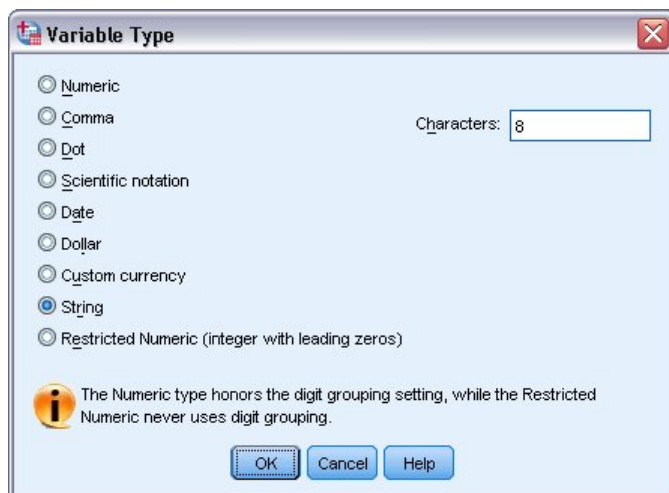 Variable Type
Numeric
Comma
Characters: 8
Dot
Scientific notation
Date
Dollar
Custom currency
String
Restricted Numeric (integer with leading zeros)
The Numeric type honors the digit grouping setting, while the Restricted
Numeric never uses digit grouping.
OK Cancel Help